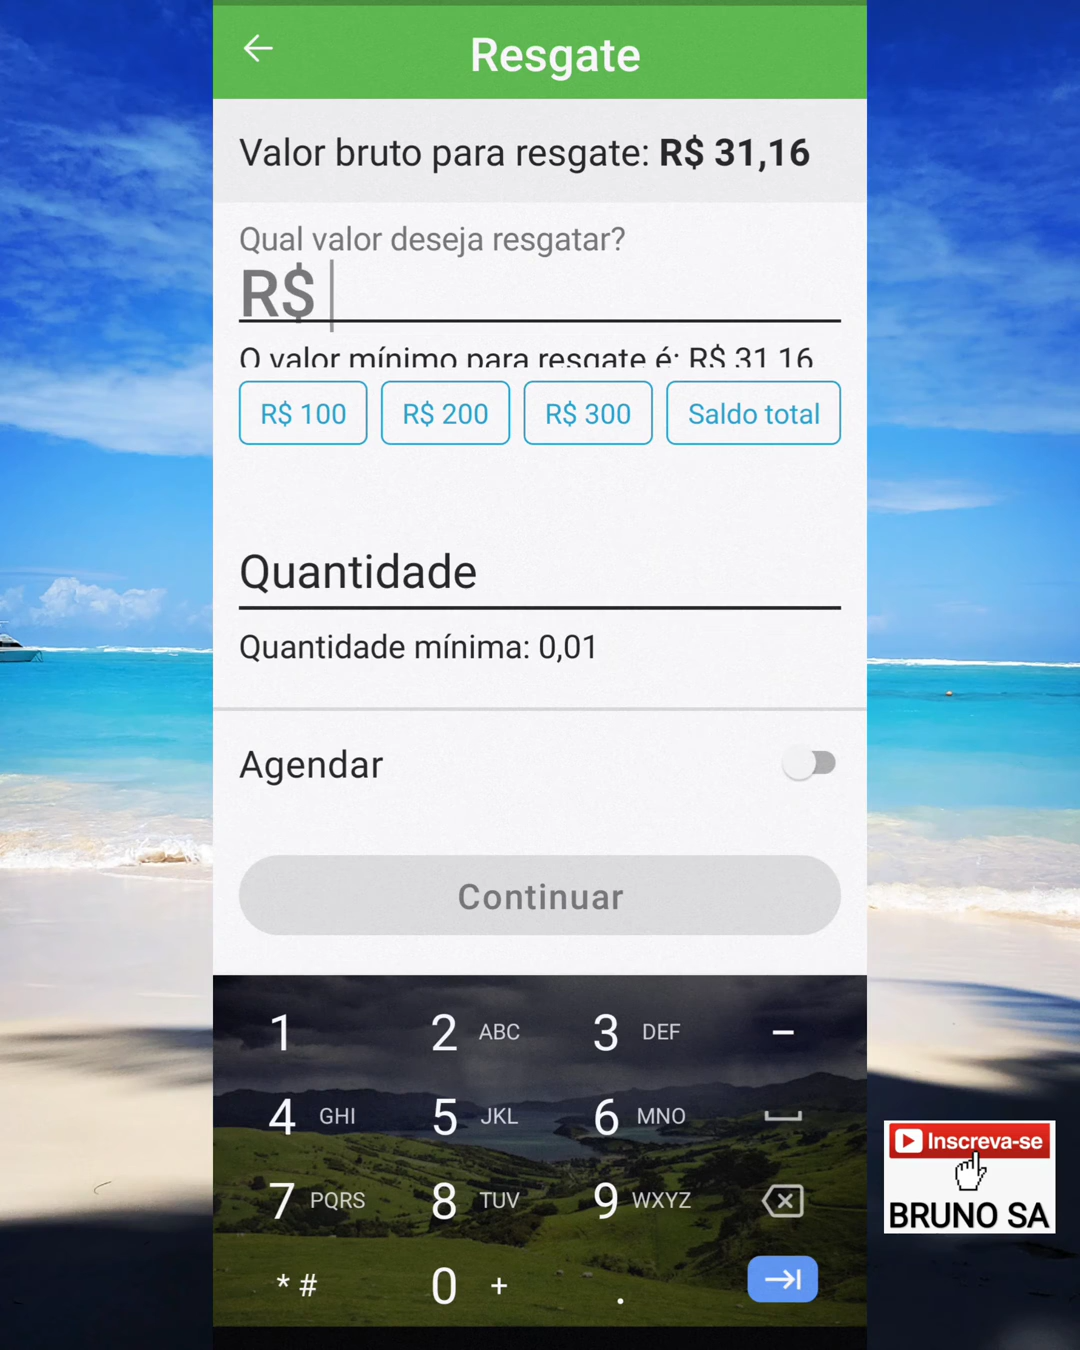 Resgate
Valor bruto para resgate: R$ 31,16
Qual valor deseja resgatar?
R$
O valor mínimo para resgate é: R$ 31,16
R$ 100 R$ 200 R$ 300 Saldo total
Quantidade
Quantidade mínima: 0,01
Agendar
Continuar
1 2 ABC 3 DEF –
4 GHI 5 JKL 6 MNO
7 PQRS 8 TUV 9 WXYZ
* # 0 + .
Inscreva-se
BRUNO SA